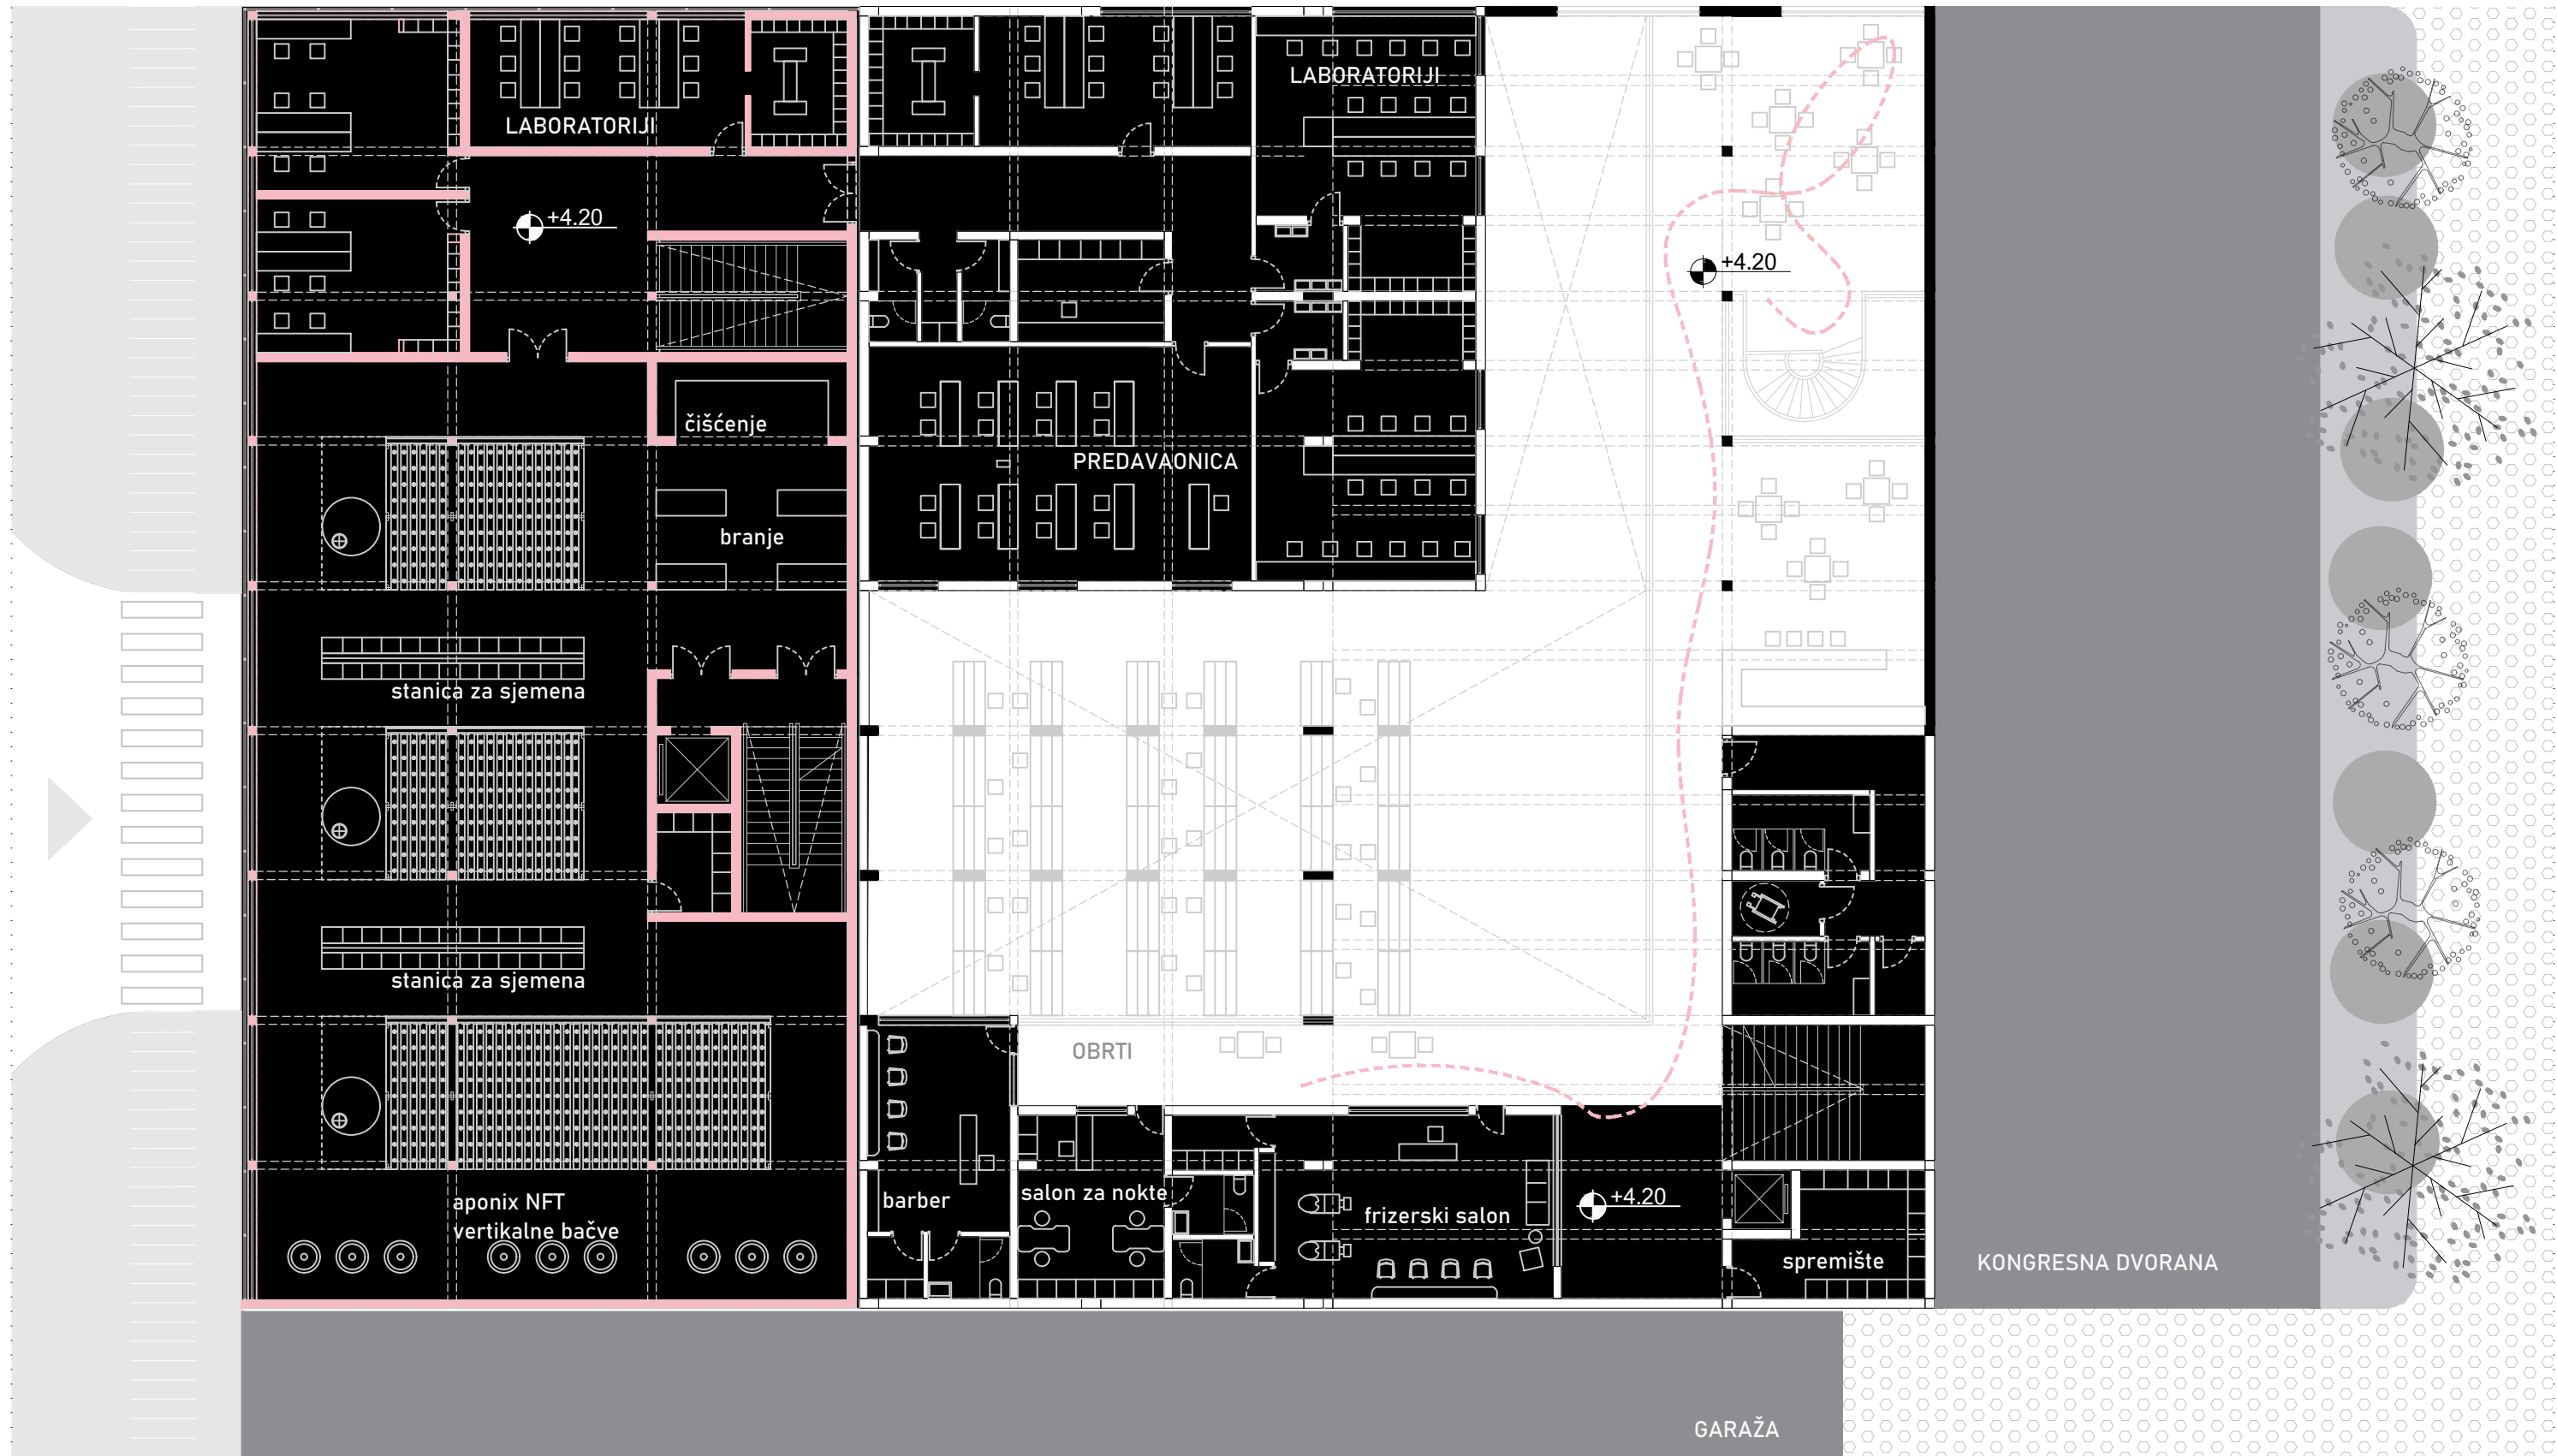 LABORATORIJI
LABORATORIJI
+4.20
+4.20
čišćenje
PREDAVAONICA
branje
stanica za sjemena
stanica za sjemena
OBRTI
aponix NFT
vertikalne bačve
barber
salon za nokte
frizerski salon
+4.20
spremište
KONGRESNA DVORANA
GARAŽA